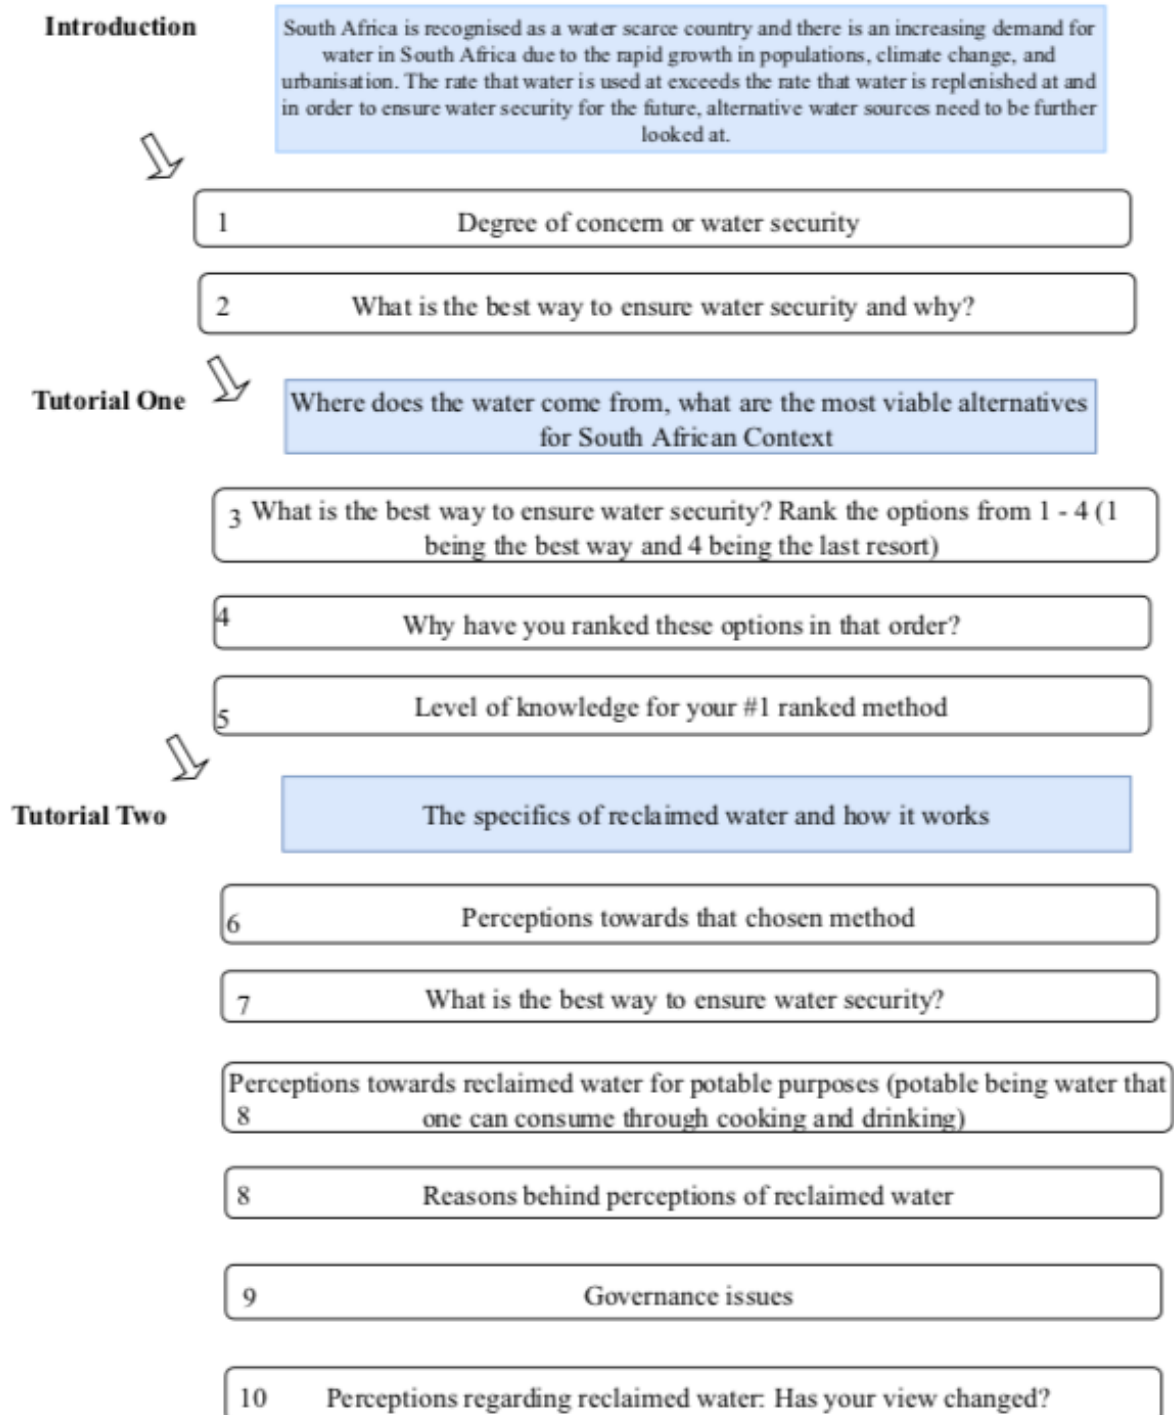 Introduction
South Africa is recognised as a water scarce country and there is an increasing demand for
water in South Africa due to the rapid growth in populations, climate change, and
urbanisation. The rate that water is used at exceeds the rate that water is replenished at and
in order to ensure water security for the future, alternative water sources need to be further
looked at.
1 Degree of concern or water security
2 What is the best way to ensure water security and why?
Tutorial One
Where does the water come from, what are the most viable alternatives
for South African Context
3 What is the best way to ensure water security? Rank the options from 1 - 4 (1
being the best way and 4 being the last resort)
4 Why have you ranked these options in that order?
5 Level of knowledge for your #1 ranked method
Tutorial Two
The specifics of reclaimed water and how it works
6 Perceptions towards that chosen method
7 What is the best way to ensure water security?
Perceptions towards reclaimed water for potable purposes (potable being water that
8 one can consume through cooking and drinking)
8 Reasons behind perceptions of reclaimed water
9 Governance issues
10 Perceptions regarding reclaimed water: Has your view changed?